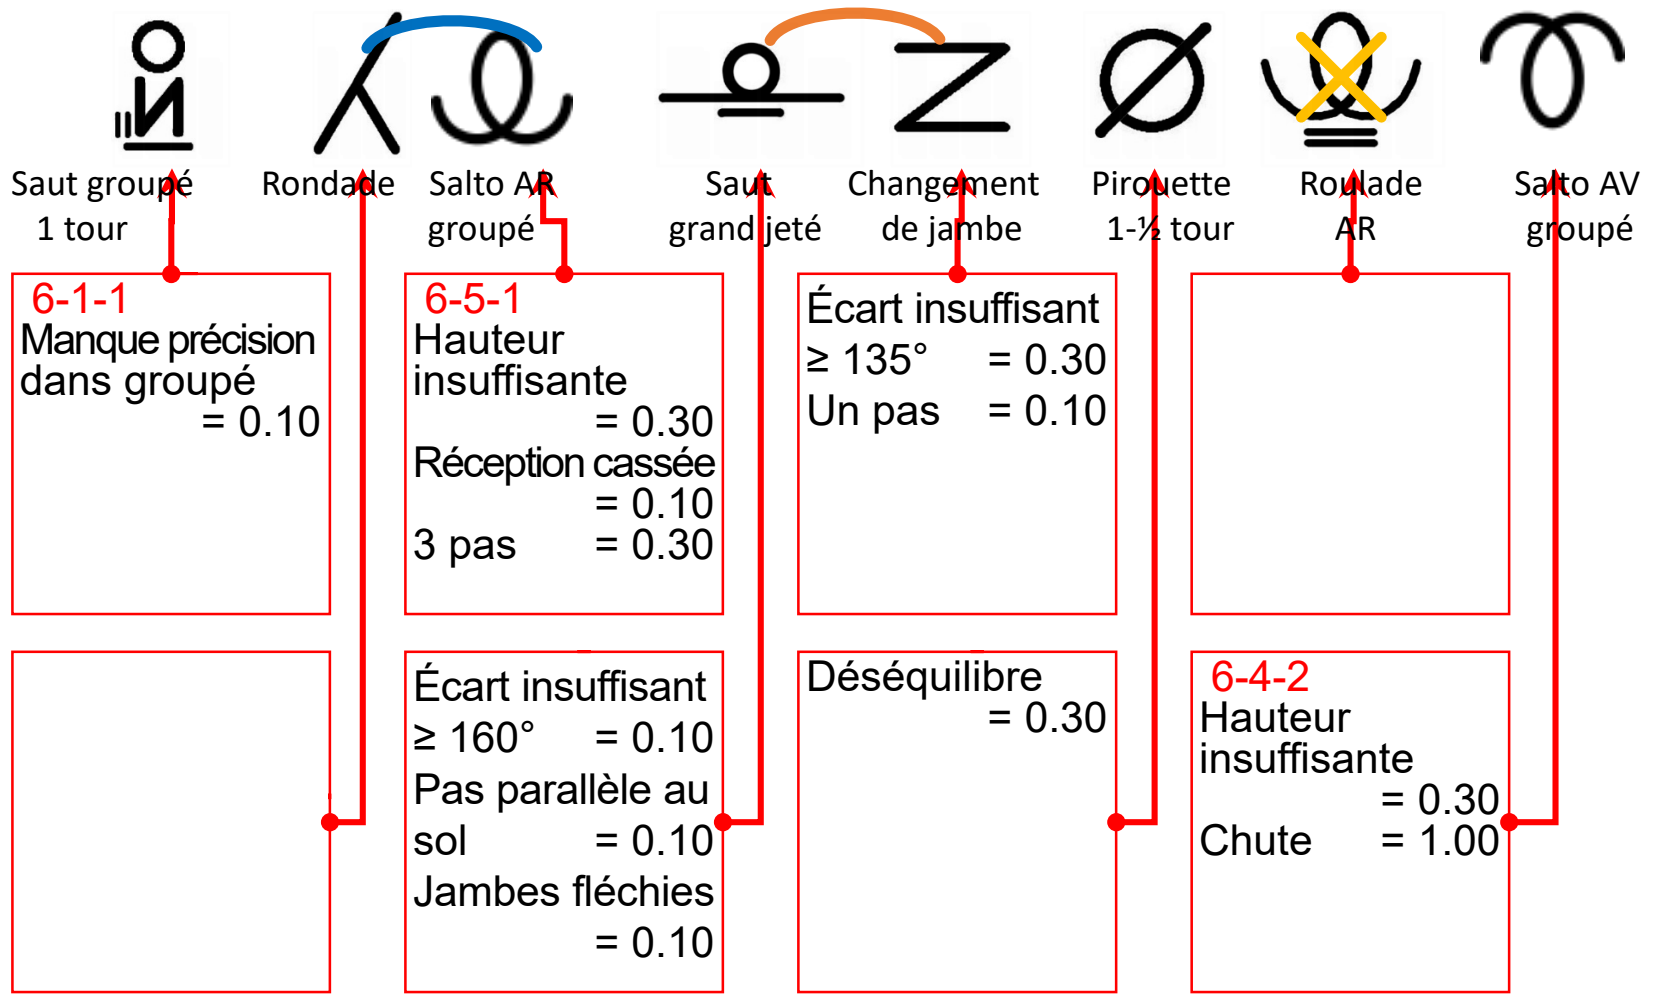 Saut groupé
1 tour
Rondade
Salto AR
groupé
Saut
grand jeté
Changement
de jambe
Pirouette
1-½ tour
Roulade
AR
Salto AV
groupé
6-1-1
Manque précision
dans groupé
= 0.10
6-5-1
Hauteur
insuffisante
= 0.30
Réception cassée
= 0.10
3 pas = 0.30
Écart insuffisant
≥ 135° = 0.30
Un pas = 0.10
Écart insuffisant
≥ 160° = 0.10
Pas parallèle au
sol = 0.10
Jambes fléchies
= 0.10
Déséquilibre
= 0.30
6-4-2
Hauteur
insuffisante
= 0.30
Chute = 1.00